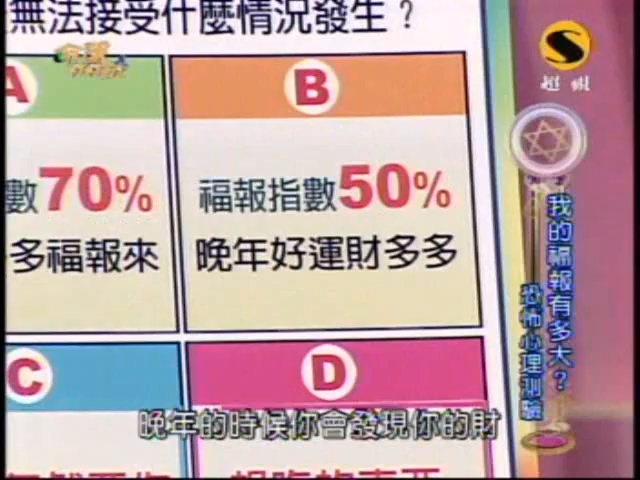 無法接受什麼情況發生？
A
B
數70%
福報指數50%
多福報來
晚年好運財多多
C
D
晚年的時候你會發現你的財
超視
我的福報有多大？
恐怖心理測驗